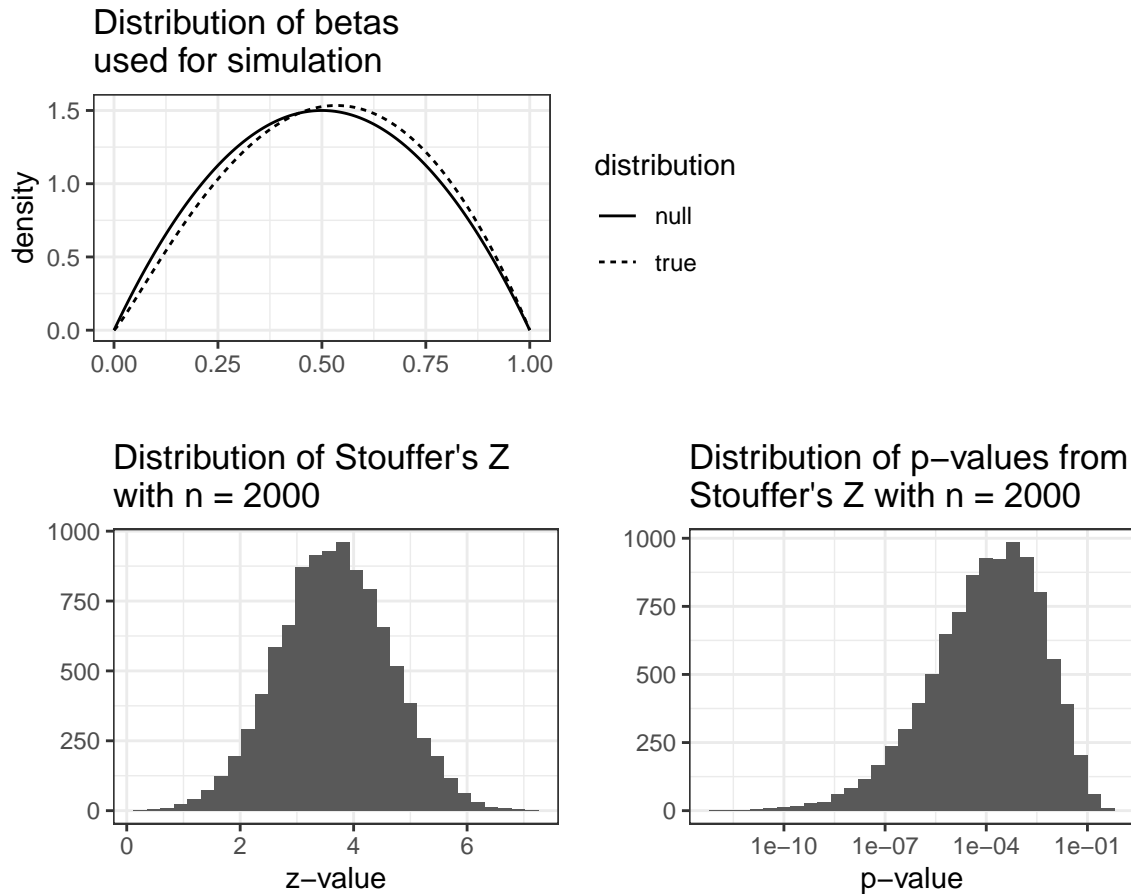 Distribution of betas
used for simulation
density
1.5
1.0
0.5
0.0
0.00 0.25 0.50 0.75 1.00
distribution
null
true
Distribution of Stouffer's Z
with n = 2000
1000
750
500
250
0
0 2 4 6
z−value
Distribution of p−values from
Stouffer's Z with n = 2000
1000
750
500
250
0
1e−10 1e−07 1e−04 1e−01
p−value